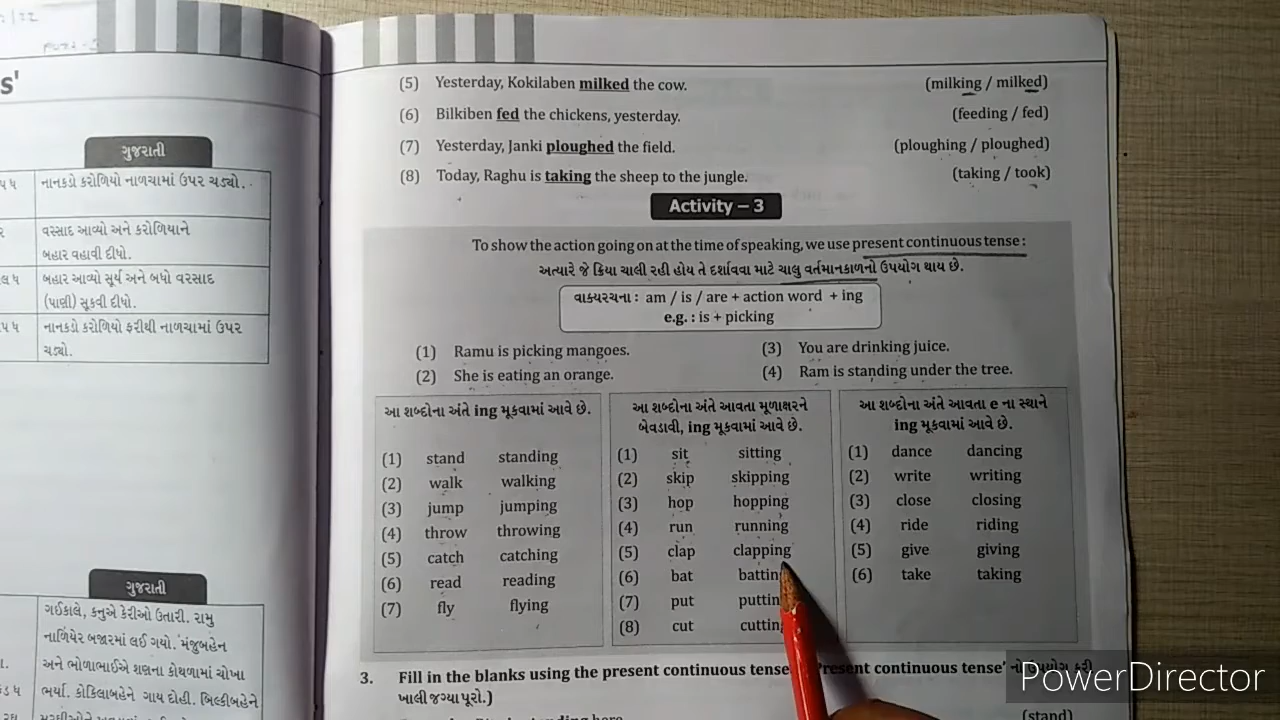 s'
ગુજરાતી
નાનકડો કરોળિયો નાળચામાં ઉપર ચડ્યો.
વરસાદ આવ્યો અને કરોળિયાને
બહાર વહાવી દીધો.
બહાર આવ્યો સૂર્ય અને બધો વરસાદ
(પાણી) સૂકવી દીધો.
નાનકડો કરોળિયો ફરીથી નાળચામાં ઉપર
ચડ્યો.
ગુજરાતી
ગઈકાલે, કનુએ કેરીઓ ઉતારી. રામુ
નાળિયેર બજારમાં લઈ ગયો. મંજુબહેન
અને ભોળાભાઈએ શણના કોથળામાં ચોખા
ભર્યા. કોકિલાબહેને ગાય દોહી. બિલ્કીબહેને
(5) Yesterday, Kokilaben milked the cow. (milking / milked)
(6) Bilkiben fed the chickens, yesterday. (feeding / fed)
(7) Yesterday, Janki ploughed the field. (ploughing / ploughed)
(8) Today, Raghu is taking the sheep to the jungle. (taking / took)
Activity – 3
To show the action going on at the time of speaking, we use present continuous tense :
અત્યારે જે ક્રિયા ચાલી રહી હોય તે દર્શાવવા માટે ચાલુ વર્તમાનકાળનો ઉપયોગ થાય છે.
વાક્યરચના : am / is / are + action word + ing
e.g. : is + picking
(1) Ramu is picking mangoes. (3) You are drinking juice.
(2) She is eating an orange. (4) Ram is standing under the tree.
આ શબ્દોના અંતે ing મૂકવામાં આવે છે.
(1) stand standing
(2) walk walking
(3) jump jumping
(4) throw throwing
(5) catch catching
(6) read reading
(7) fly flying
આ શબ્દોના અંતે આવતા મૂળાક્ષરને
બેવડાવી, ing મૂકવામાં આવે છે.
(1) sit sitting
(2) skip skipping
(3) hop hopping
(4) run running
(5) clap clapping
(6) bat battin
(7) put puttin
(8) cut cuttin
આ શબ્દોના અંતે આવતા e ના સ્થાને
ing મૂકવામાં આવે છે.
(1) dance dancing
(2) write writing
(3) close closing
(4) ride riding
(5) give giving
(6) take taking
3. Fill in the blanks using the present continuous tense present continuous tense'
ખાલી જગ્યા પૂરો.)
here (stand)
PowerDirector